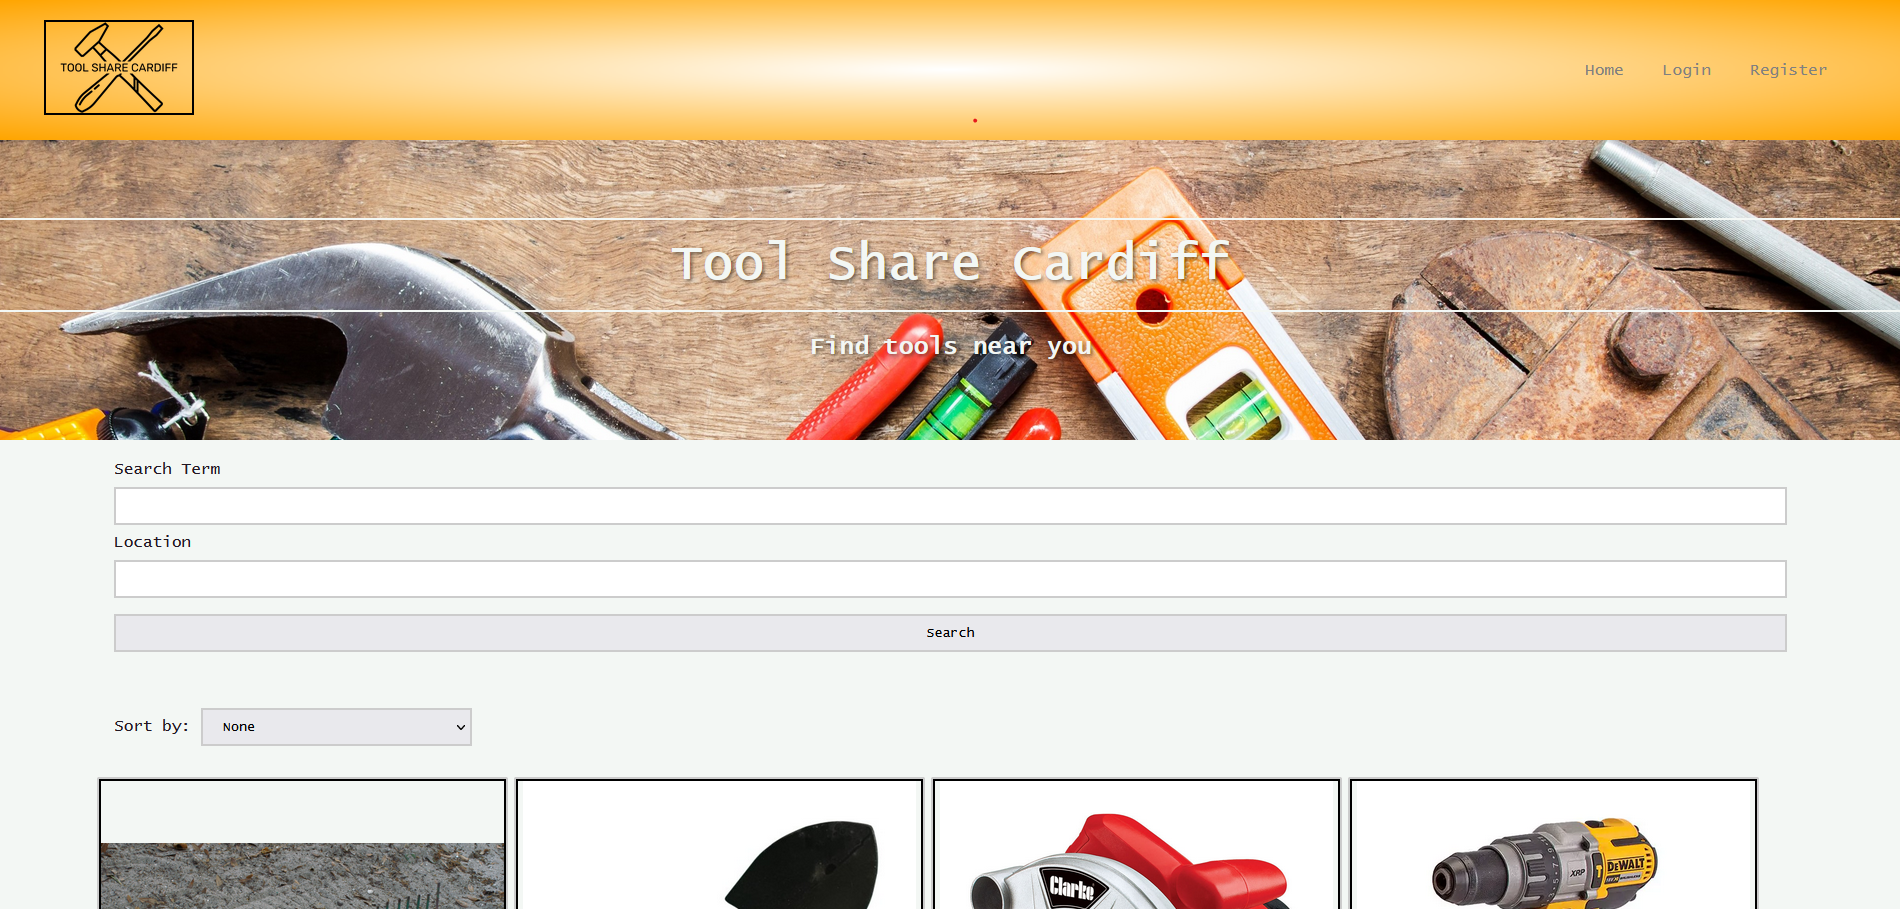 TOOL SHARE CARDIFF
Home
Login
Register
Tool Share Cardiff
Find tools near you
Search Term
Location
Search
Sort by:
None
Clarke
XRP
DEWALT